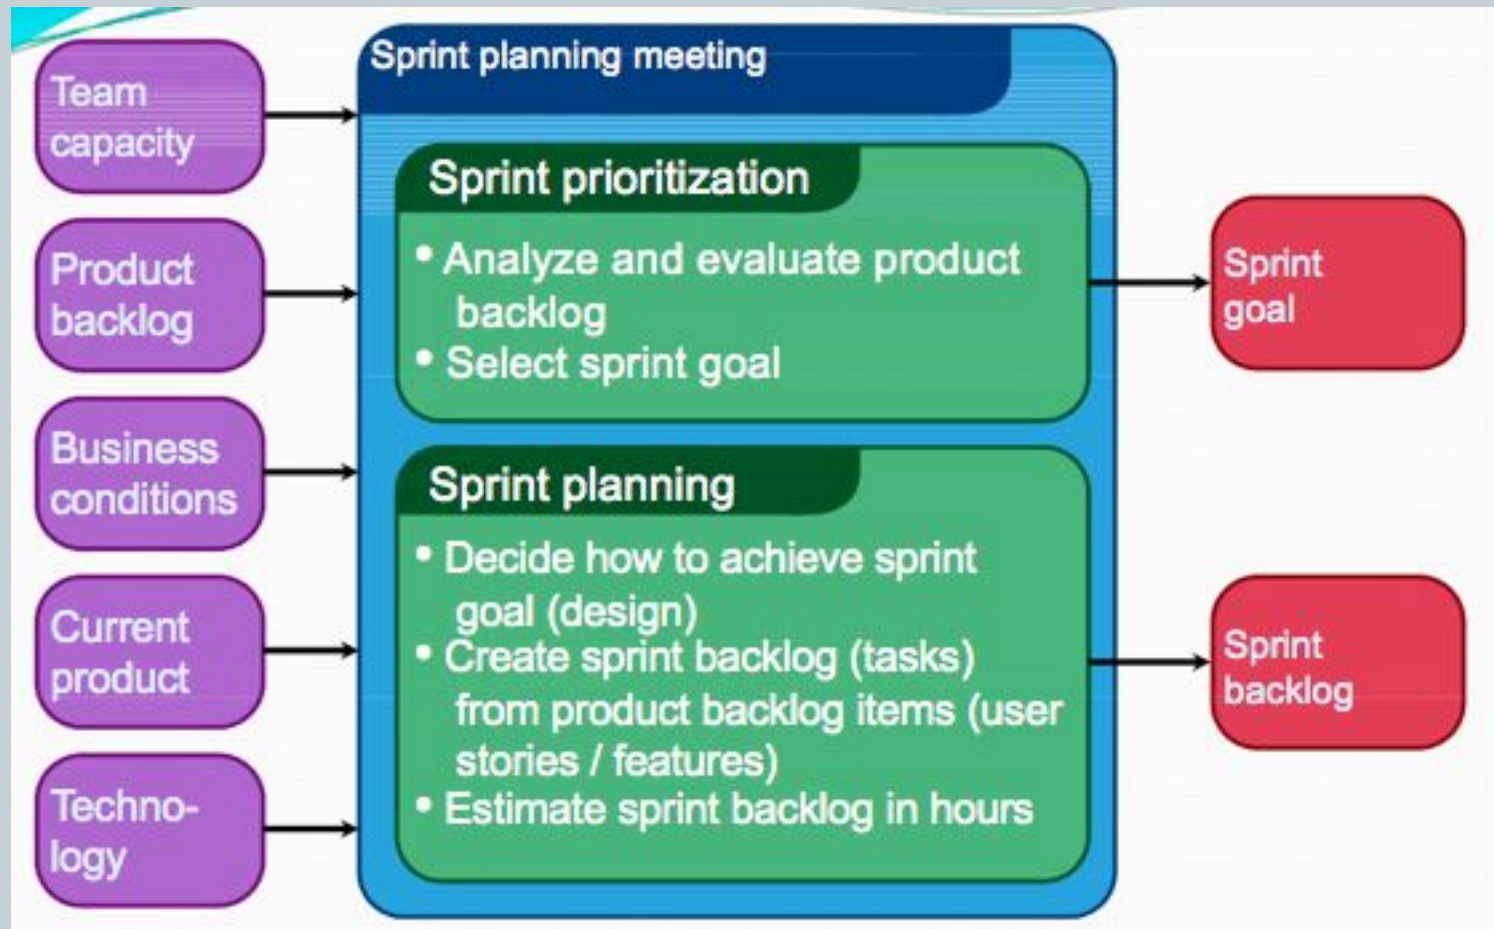 Team
capacity
Product
backlog
Business
conditions
Current
product
Techno-
logy
Sprint planning meeting
Sprint prioritization
• Analyze and evaluate product
backlog
• Select sprint goal
Sprint planning
• Decide how to achieve sprint
goal (design)
• Create sprint backlog (tasks)
from product backlog items (user
stories / features)
• Estimate sprint backlog in hours
Sprint
goal
Sprint
backlog